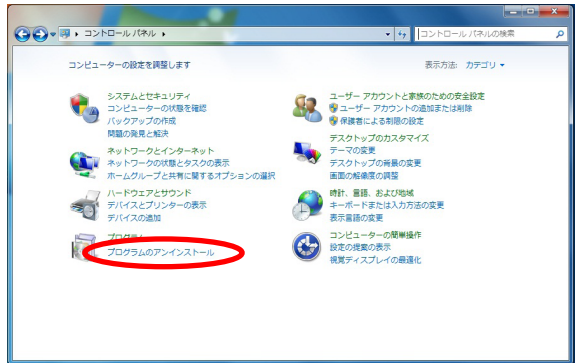 コントロール パネル
コントロール パネルの検索
コンピューターの設定を調整します
表示方法: カテゴリ
システムとセキュリティ
コンピューターの状態を確認
バックアップの作成
問題の発見と解決
ネットワークとインターネット
ネットワークの状態とタスクの表示
ホームグループと共有に関するオプションの選択
ハードウェアとサウンド
デバイスとプリンターの表示
デバイスの追加
プログラム
プログラムのアンインストール
ユーザー アカウントと家族のための安全設定
ユーザー アカウントの追加または削除
保護者による制限の設定
デスクトップのカスタマイズ
テーマの変更
デスクトップの背景の変更
画面の解像度の調整
時計、言語、および地域
キーボードまたは入力方法の変更
表示言語の変更
コンピューターの簡単操作
設定の提案の表示
視覚ディスプレイの最適化